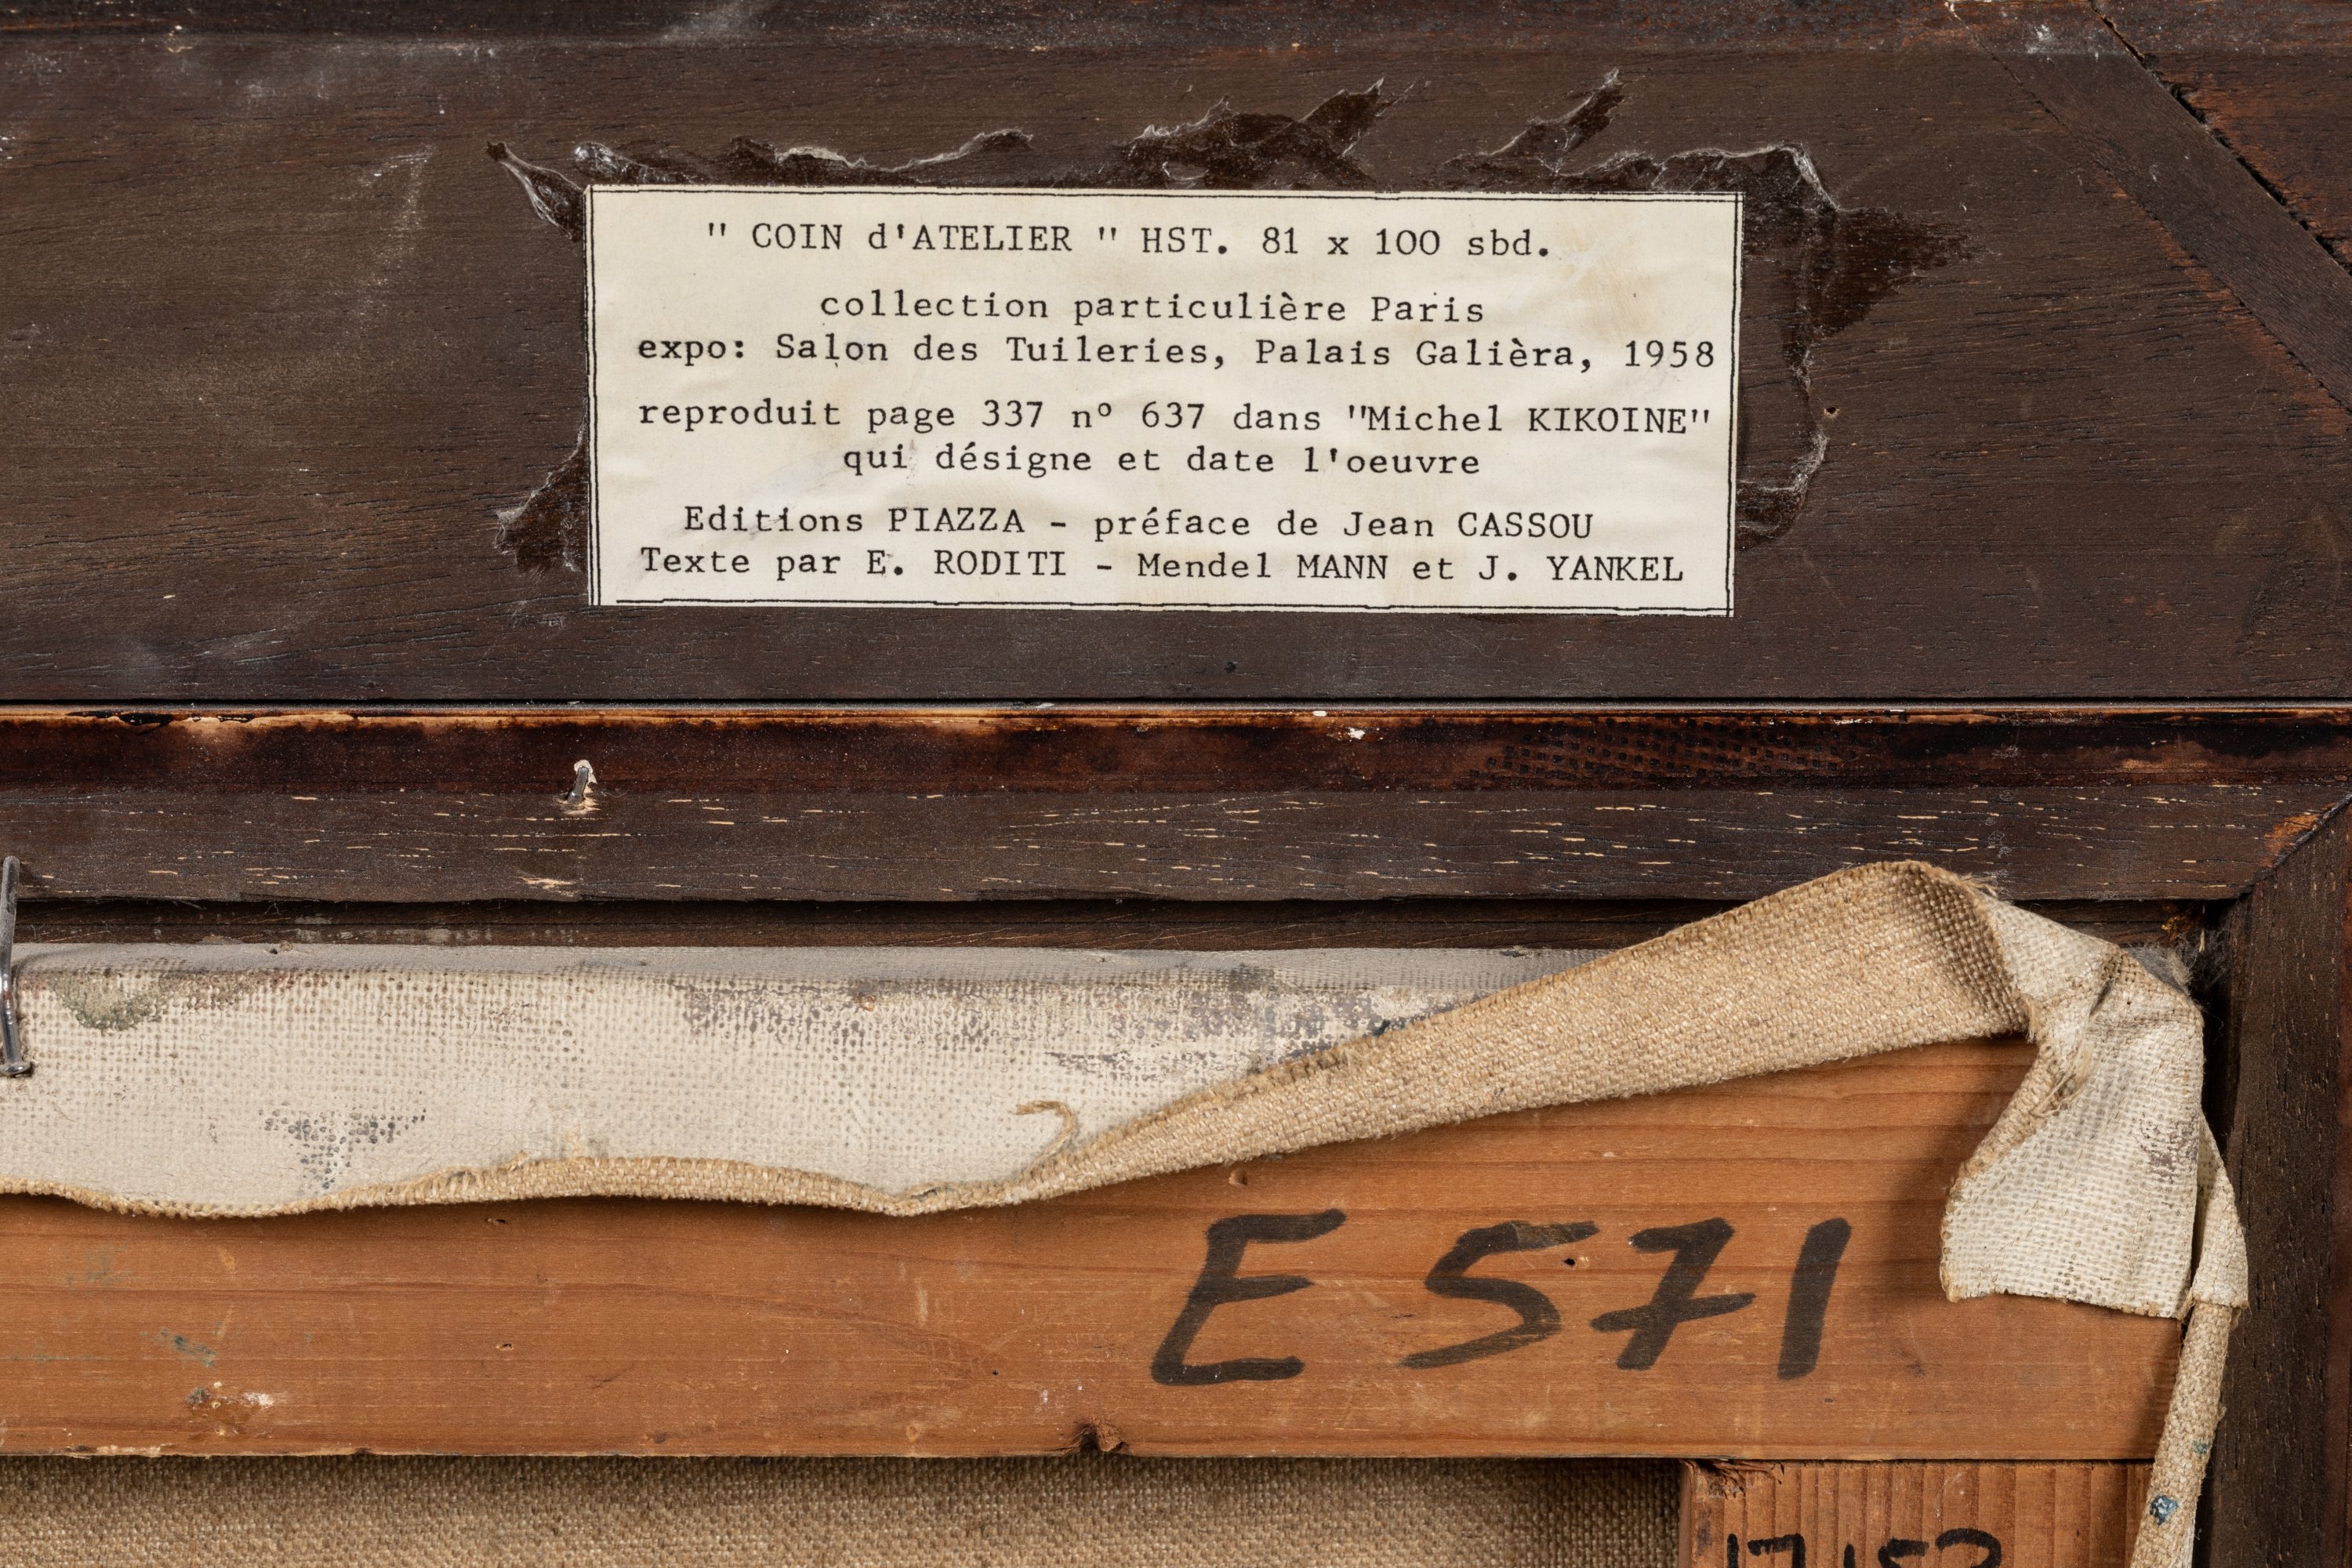 " COIN d'ATELIER " HST. 81 x 100 sbd.
collection particulière Paris
expo: Salon des Tuileries, Palais Galièra, 1958
reproduit page 337 nº 637 dans "Michel KIKOINE"
qui désigne et date l'oeuvre
Editions PIAZZA - préface de Jean CASSOU
Texte par E. RODITI - Mendel MANN et J. YANKEL
E 571